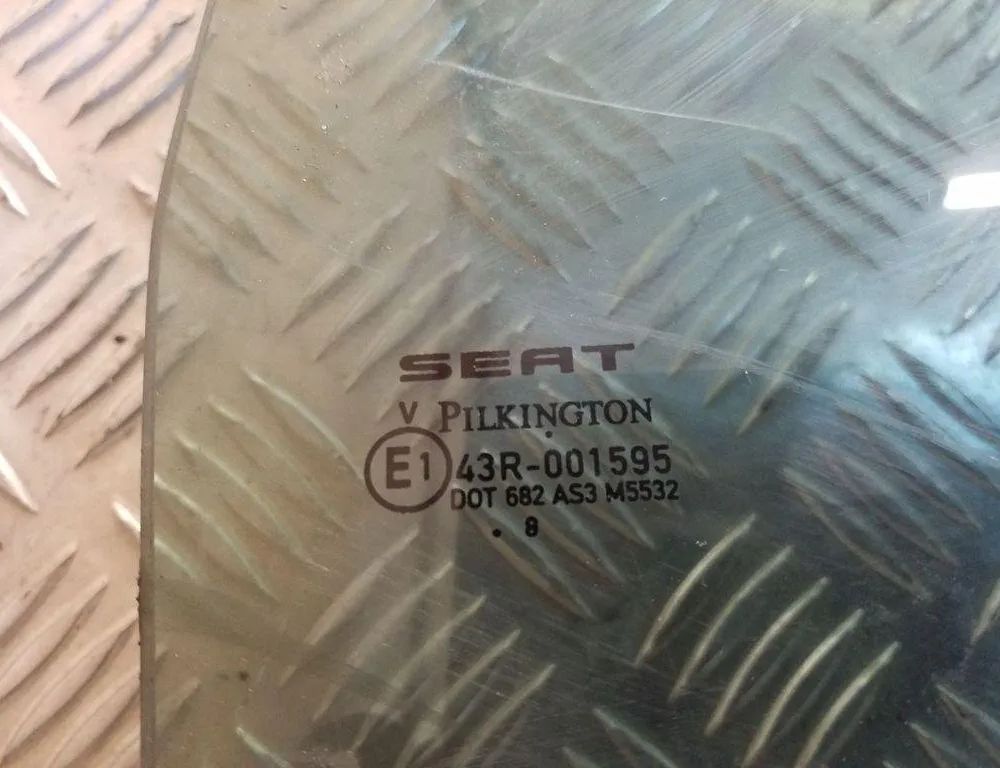 SEAT
V PILKINGTON
E1 43R-001595
DOT 682 AS3 M5532
. 8